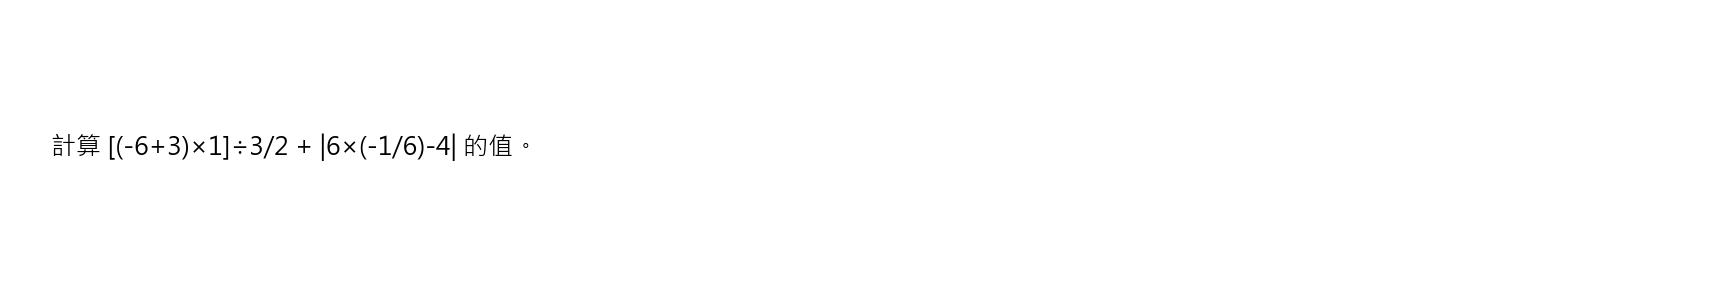 計算 [(-6+3)×1]÷3/2 + |6×(-1/6)-4| 的值。